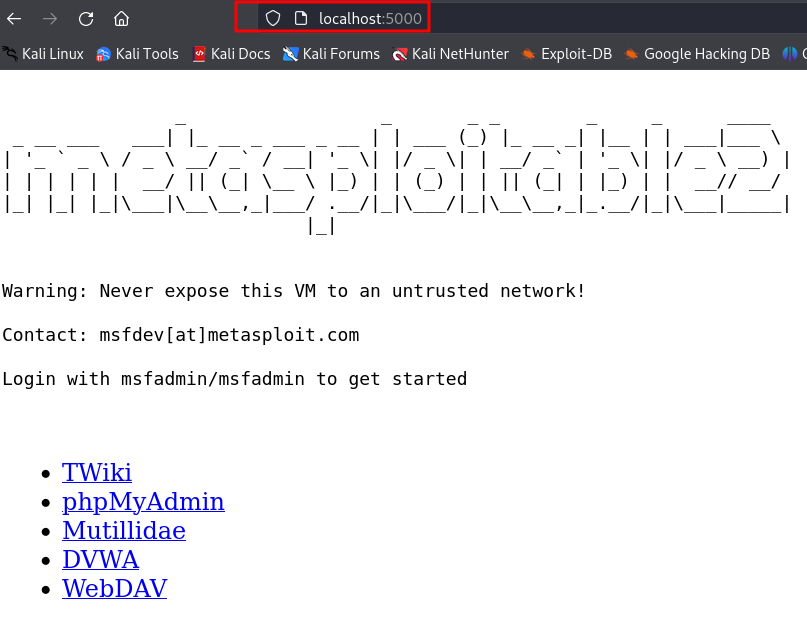 localhost:5000
Kali Linux Kali Tools Kali Docs Kali Forums Kali NetHunter Exploit-DB Google Hacking DB
metasploitable2
Warning: Never expose this VM to an untrusted network!
Contact: msfdev[at]metasploit.com
Login with msfadmin/msfadmin to get started
TWiki
phpMyAdmin
Mutillidae
DVWA
WebDAV